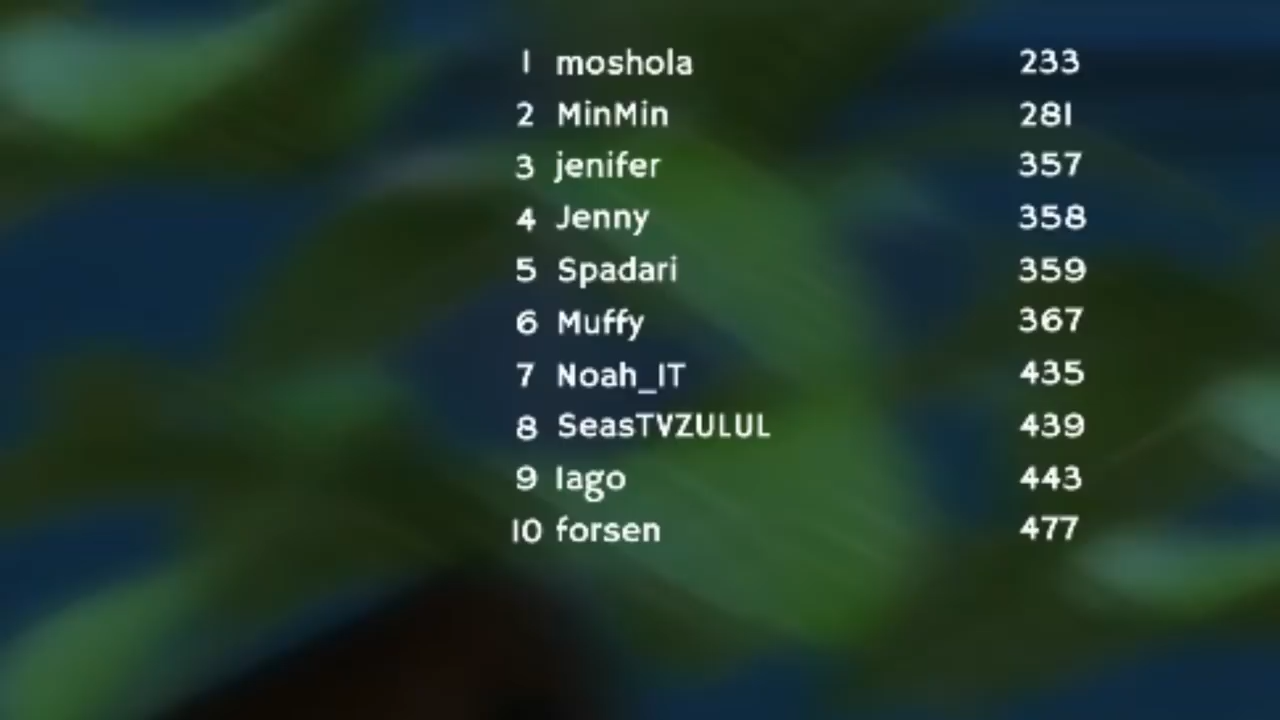 1 moshola 233
2 MinMin 281
3 jenifer 357
4 Jenny 358
5 Spadari 359
6 Muffy 367
7 Noah_IT 435
8 SeasTVZULUL 439
9 Iago 443
10 forsen 477